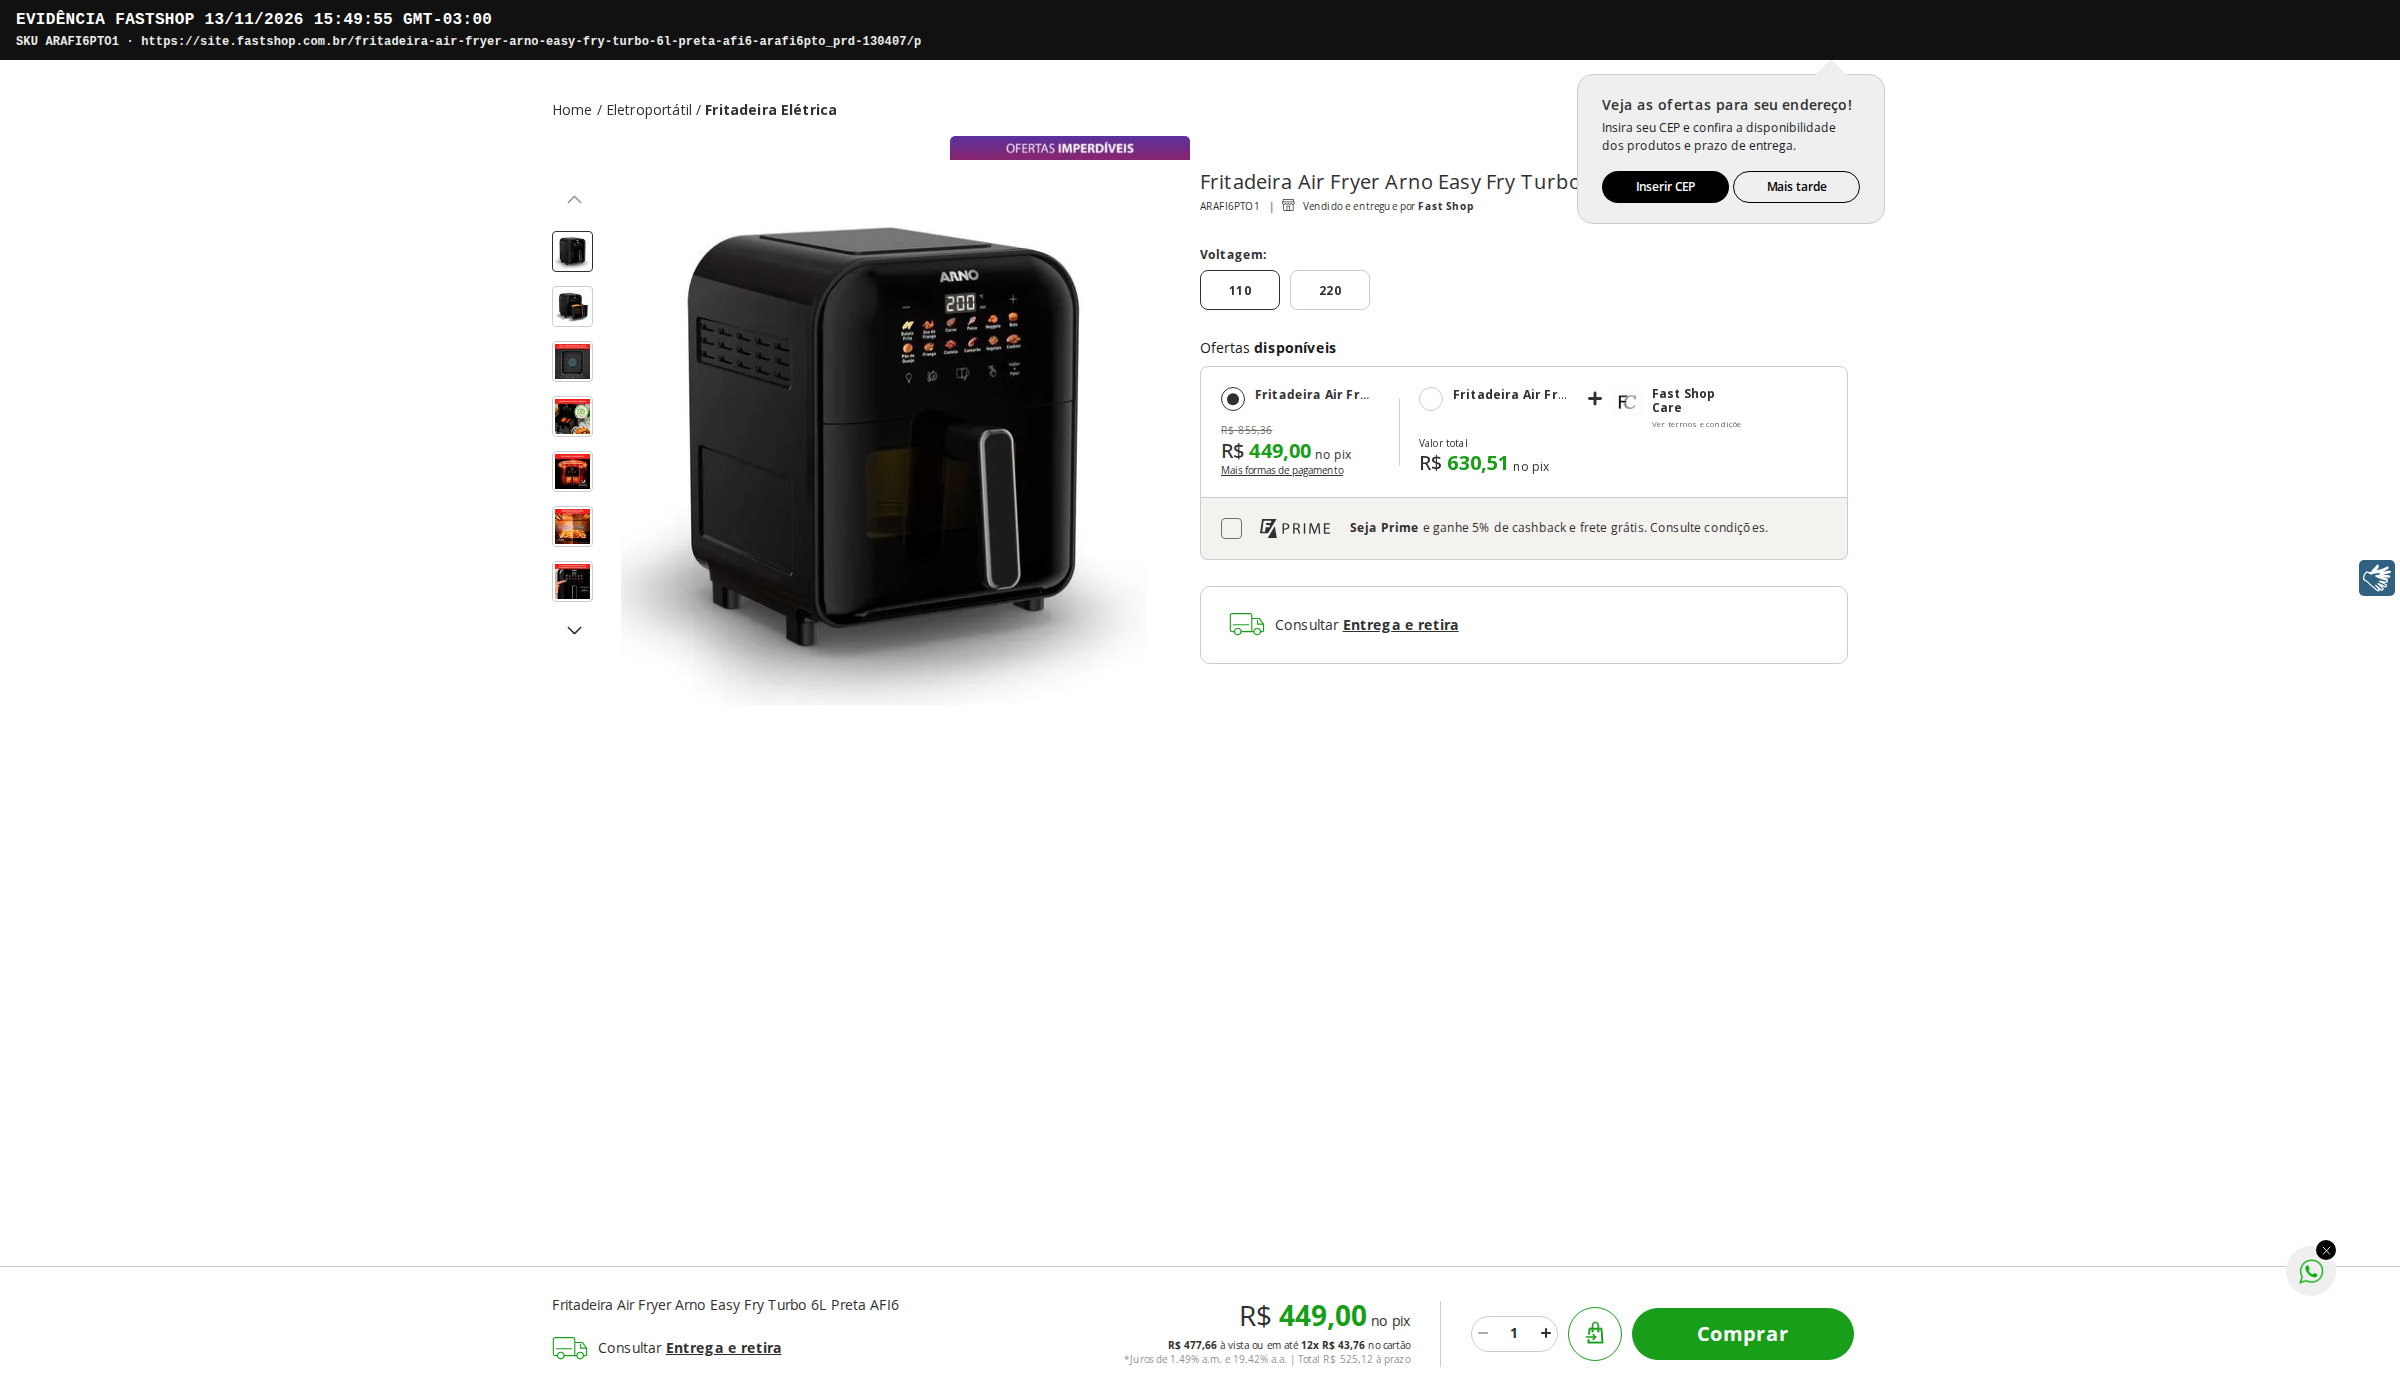 EVIDÊNCIA FASTSHOP 13/11/2026 15:49:55 GMT-03:00
SKU ARAFI6PTO1 · https://site.fastshop.com.br/fritadeira-air-fryer-arno-easy-fry-turbo-6l-preta-afi6-arafi6pto_prd-130407/p
Veja as ofertas para seu endereço!
Insira seu CEP e confira a disponibilidade
dos produtos e prazo de entrega.
Inserir CEP
Mais tarde
Home / Eletroportátil / Fritadeira Elétrica
OFERTAS IMPERDÍVEIS
Fritadeira Air Fryer Arno Easy Fry Turbo
ARAFI6PTO1 | Vendido e entregue por Fast Shop
Voltagem:
110
220
ARNO
200
Ofertas disponíveis
Fritadeira Air Fr...
R$ 855,36
R$ 449,00 no pix
Mais formas de pagamento
Fritadeira Air Fr...
+
FC
Fast Shop
Care
Ver termos e condiçõe
Valor total
R$ 630,51 no pix
PRIME
Seja Prime e ganhe 5% de cashback e frete grátis. Consulte condições.
Consultar Entrega e retira
Fritadeira Air Fryer Arno Easy Fry Turbo 6L Preta AFI6
Consultar Entrega e retira
R$ 449,00 no pix
R$ 477,66 à vista ou em até 12x R$ 43,76 no cartão
*Juros de 1.49% a.m. e 19.42% a.a. | Total R$ 525,12 à prazo
1
Comprar